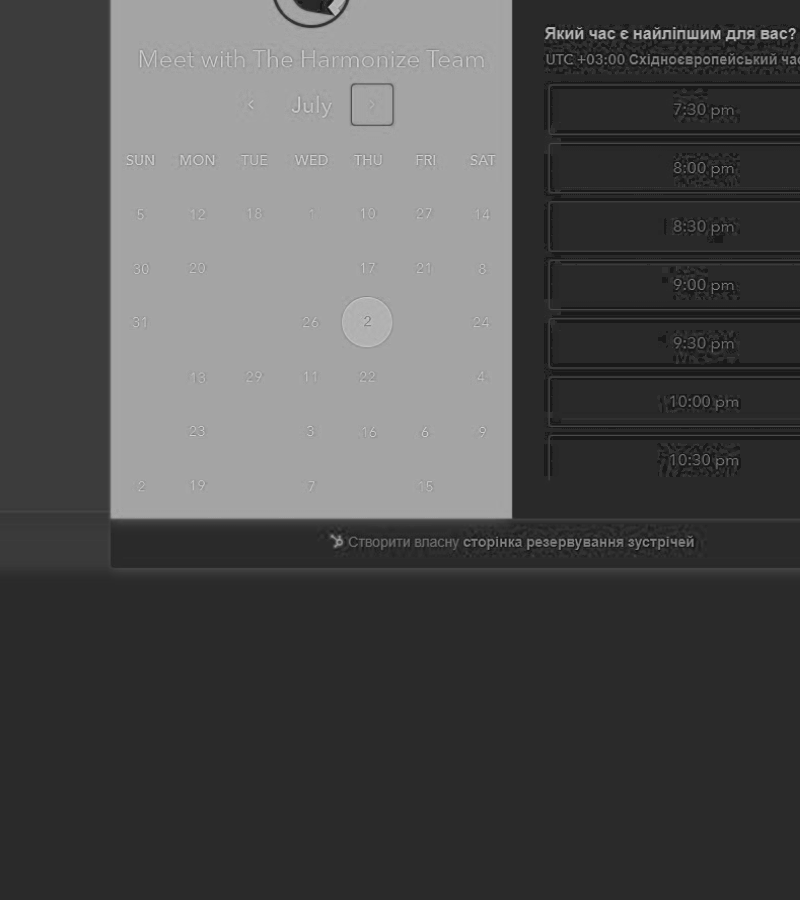 Meet with The Harmonize Team
July
SUN MON TUE WED THU FRI SAT
5 12 18 1 10 27 14
30 20 17 21 8
31 26 2 24
13 29 11 22 4
23 3 16 6 9
2 19 7 15
Який час є найліпшим для вас?
UTC +03:00 Східноєвропейський час
7:30 pm
8:00 pm
8:30 pm
9:00 pm
9:30 pm
10:00 pm
10:30 pm
Створити власну сторінка резервування зустрічей